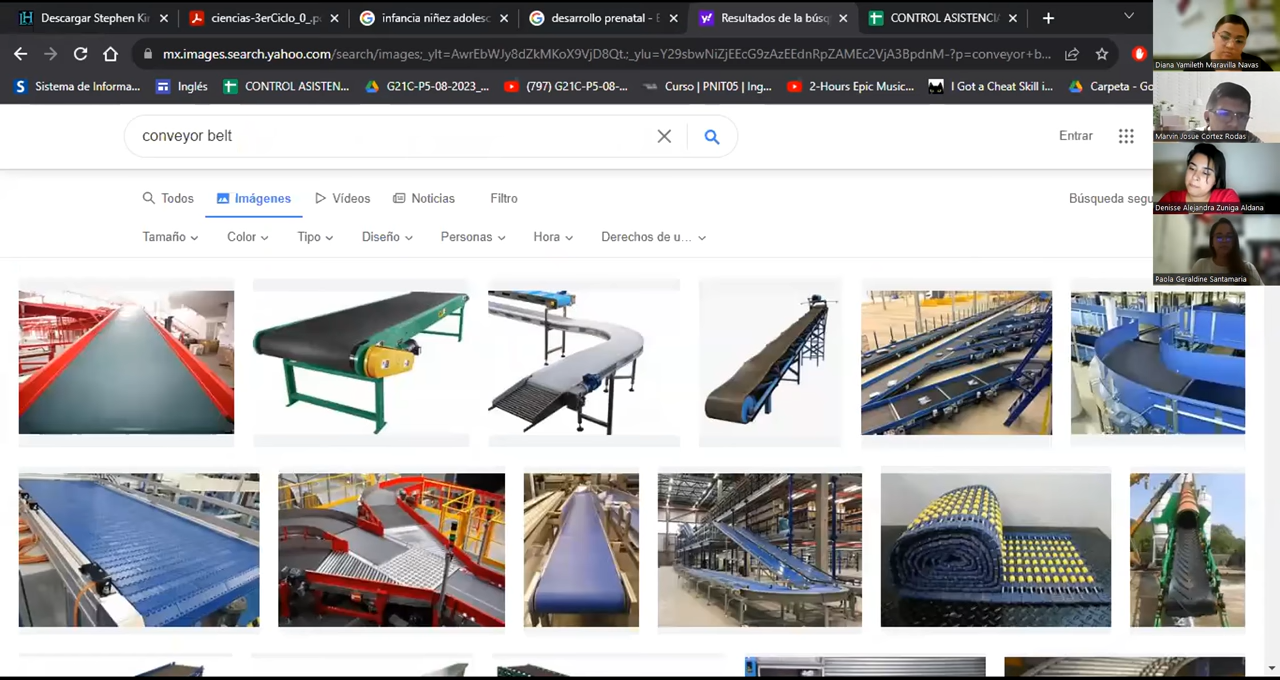 Descargar Stephen Kin
ciencias-3erCiclo_0_.p
infancia niñez adolesc
desarrollo prenatal - B
Resultados de la búsq
CONTROL ASISTENCIA
mx.images.search.yahoo.com/search/images;_ylt=AwrEbWJy8dZkMKoX9VjD8Qt.;_ylu=Y29sbwNiZjEEcG9zAzEEdnRpZAMEc2VjA3BpdnM-?p=conveyor+b...
Sistema de Informa...
Inglés
CONTROL ASISTEN...
G21C-P5-08-2023_...
(797) G21C-P5-08-...
Curso | PNIT05 | Ing...
2-Hours Epic Music...
I Got a Cheat Skill i...
Carpeta - Go
conveyor belt
Entrar
Todos
Imágenes
Vídeos
Noticias
Filtro
Búsqueda segu
Tamaño
Color
Tipo
Diseño
Personas
Hora
Derechos de u...
Diana Yamileth Maravilla Navas
Marvin Josue Cortez Rodas
Denisse Alejandra Zuniga Aldana
Paola Geraldine Santamaria